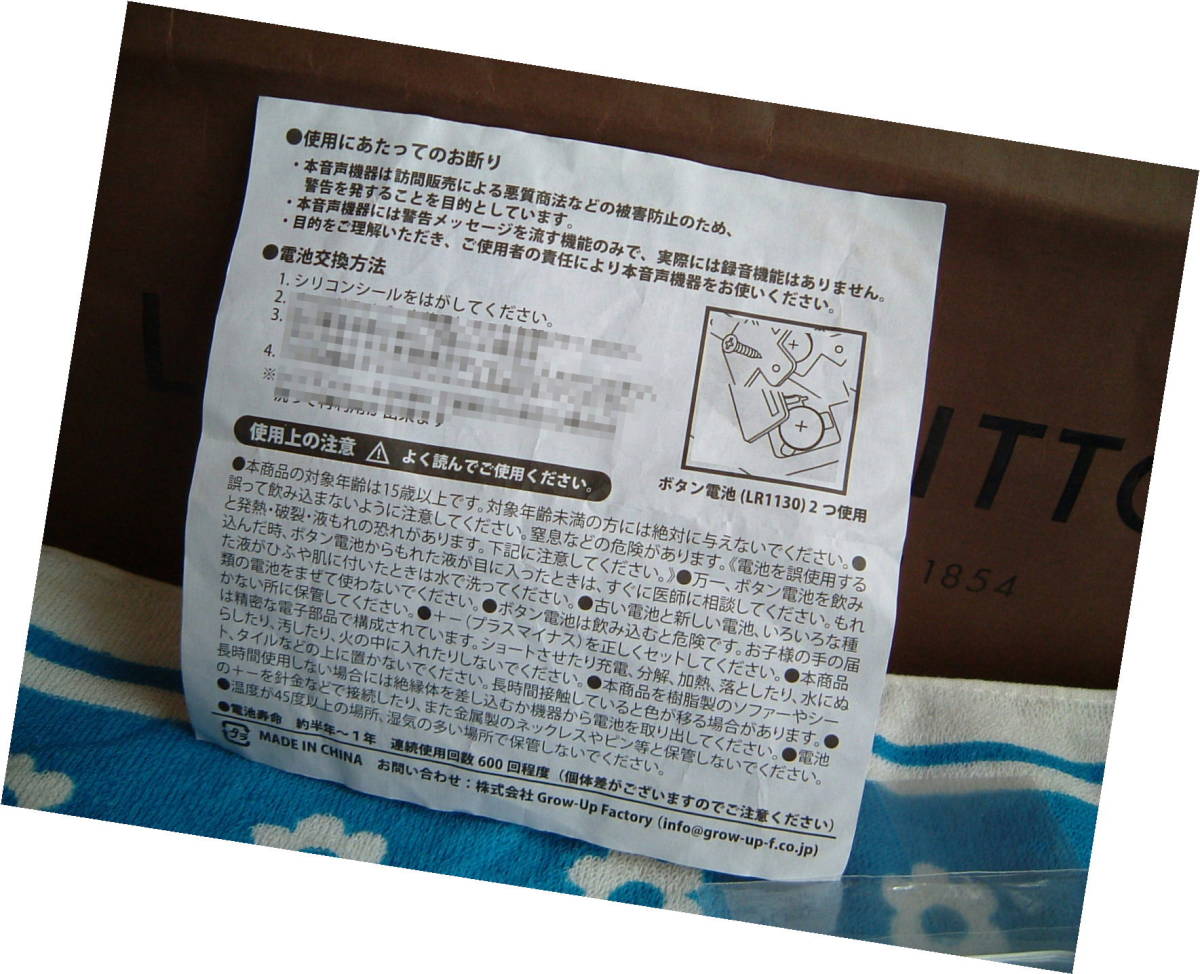 ●使用にあたってのお断り
・本音声機器は訪問販売による悪質商法などの被害防止のため、
警告を発することを目的としています。
・本音声機器には警告メッセージを流す機能のみで、実際には録音機能はありません。
・目的をご理解いただき、ご使用者の責任により本音声機器をお使いください。
●電池交換方法
1. シリコンシールをはがしてください。
2.
3.
4.
※
ボタン電池 (LR1130) 2 つ使用
使用上の注意 よく読んでご使用ください。
●本商品の対象年齢は15歳以上です。対象年齢未満の方には絶対に与えないでください。●
誤って飲み込まないように注意してください。窒息などの危険があります。《電池を誤使用する
と発熱・破裂・液もれの恐れがあります。下記に注意してください。》●万一、ボタン電池を飲み
込んだ時、ボタン電池からもれた液が目に入ったときは、すぐに医師に相談してください。もれ
た液がひふや肌に付いたときは水で洗ってください。●古い電池と新しい電池、いろいろな種
類の電池をまぜて使わないでください。●ボタン電池は飲み込むと危険です。お子様の手の届
かない所に保管してください。●+−(プラスマイナス)を正しくセットしてください。●本商品
は精密な電子部品で構成されています。ショートさせたり充電、分解、加熱、落としたり、水にぬ
らしたり、汚したり、火の中に入れたりしないでください。●本商品を樹脂製のソファーやシー
ト、タイルなどの上に置かないでください。長時間接触していると色が移る場合があります。●
長時間使用しない場合には絶縁体を差し込むか機器から電池を取り出してください。●電池
の+−を針金などで接続したり、また金属製のネックレスやピン等と保管しないでください。
●温度が45度以上の場所、湿気の多い場所で保管しないでください。
●電池寿命 約半年〜1年 連続使用回数 600 回程度（個体差がございますのでご注意ください）
MADE IN CHINA お問い合わせ：株式会社 Grow-Up Factory (info@grow-up-f.co.jp)
ITTO
1854